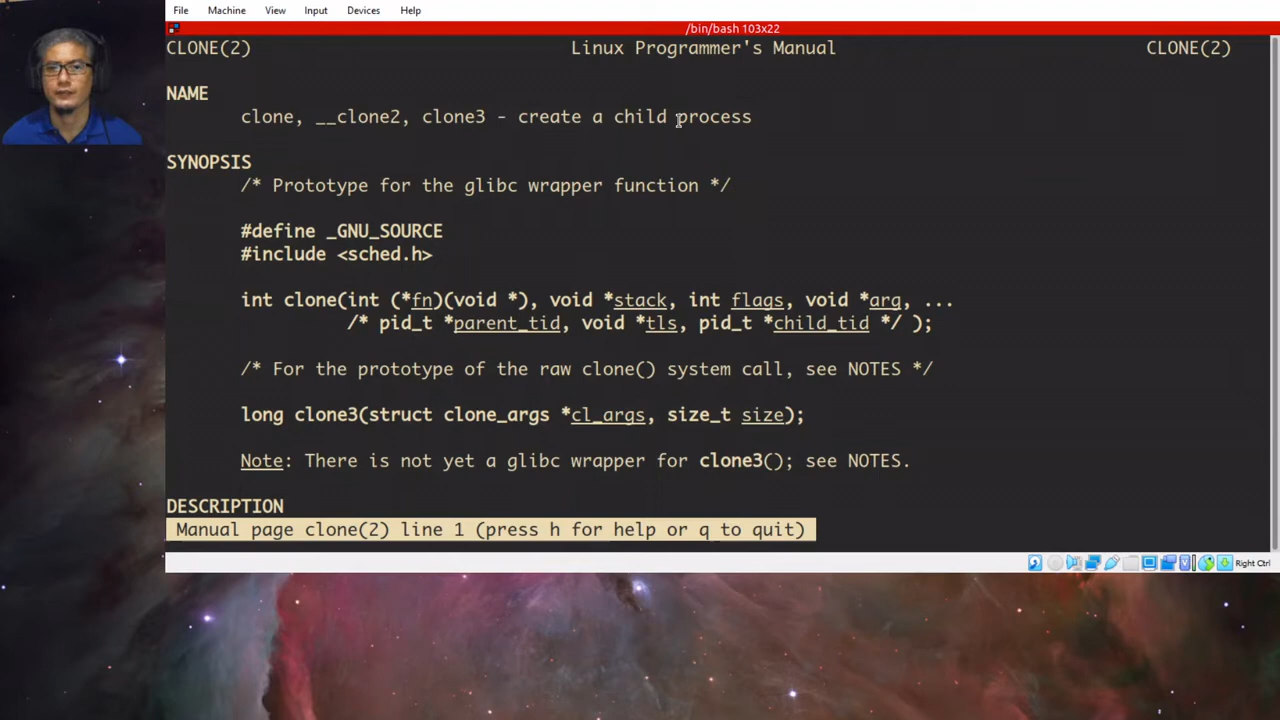 File Machine View Input Devices Help
/bin/bash 103x22
CLONE(2) Linux Programmer's Manual CLONE(2)
NAME
clone, __clone2, clone3 - create a child process
SYNOPSIS
/* Prototype for the glibc wrapper function */
#define _GNU_SOURCE
#include <sched.h>
int clone(int (*fn)(void *), void *stack, int flags, void *arg, ...
/* pid_t *parent_tid, void *tls, pid_t *child_tid */ );
/* For the prototype of the raw clone() system call, see NOTES */
long clone3(struct clone_args *cl_args, size_t size);
Note: There is not yet a glibc wrapper for clone3(); see NOTES.
DESCRIPTION
Manual page clone(2) line 1 (press h for help or q to quit)
Right Ctrl